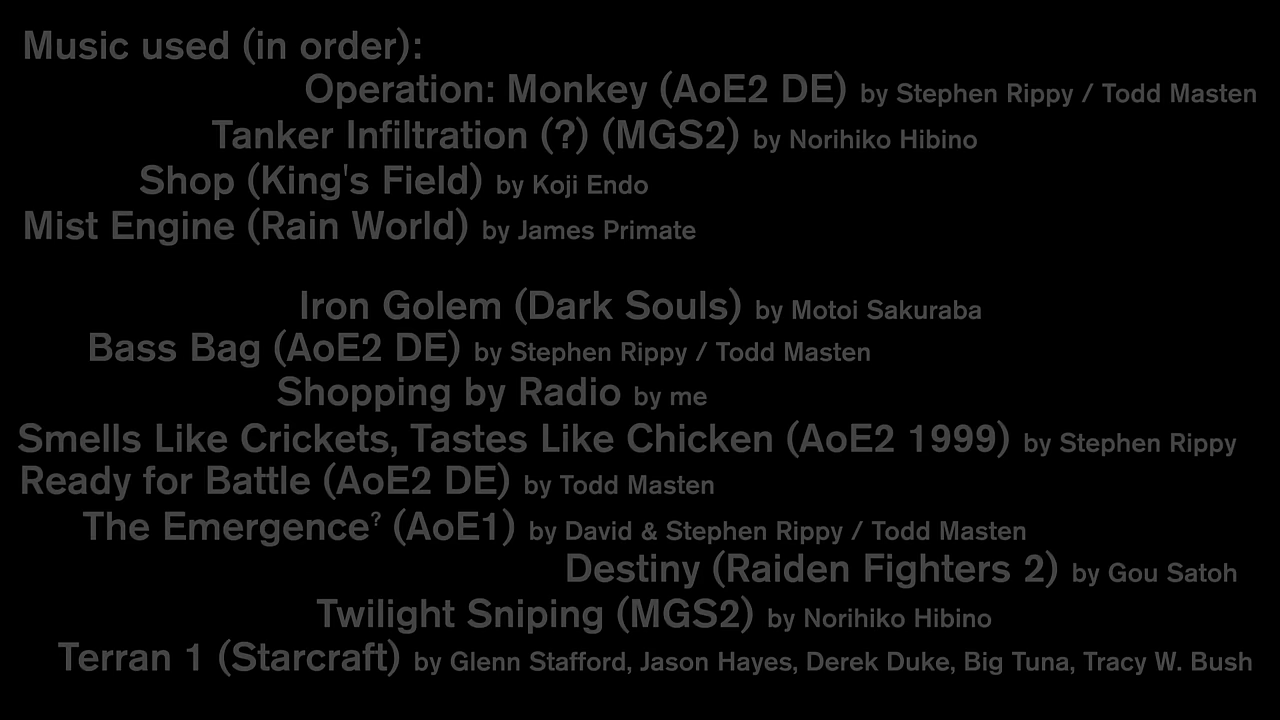 Music used (in order):
Operation: Monkey (AoE2 DE) by Stephen Rippy / Todd Masten
Tanker Infiltration (?) (MGS2) by Norihiko Hibino
Shop (King's Field) by Koji Endo
Mist Engine (Rain World) by James Primate
Iron Golem (Dark Souls) by Motoi Sakuraba
Bass Bag (AoE2 DE) by Stephen Rippy / Todd Masten
Shopping by Radio by me
Smells Like Crickets, Tastes Like Chicken (AoE2 1999) by Stephen Rippy
Ready for Battle (AoE2 DE) by Todd Masten
The Emergence? (AoE1) by David & Stephen Rippy / Todd Masten
Destiny (Raiden Fighters 2) by Gou Satoh
Twilight Sniping (MGS2) by Norihiko Hibino
Terran 1 (Starcraft) by Glenn Stafford, Jason Hayes, Derek Duke, Big Tuna, Tracy W. Bush